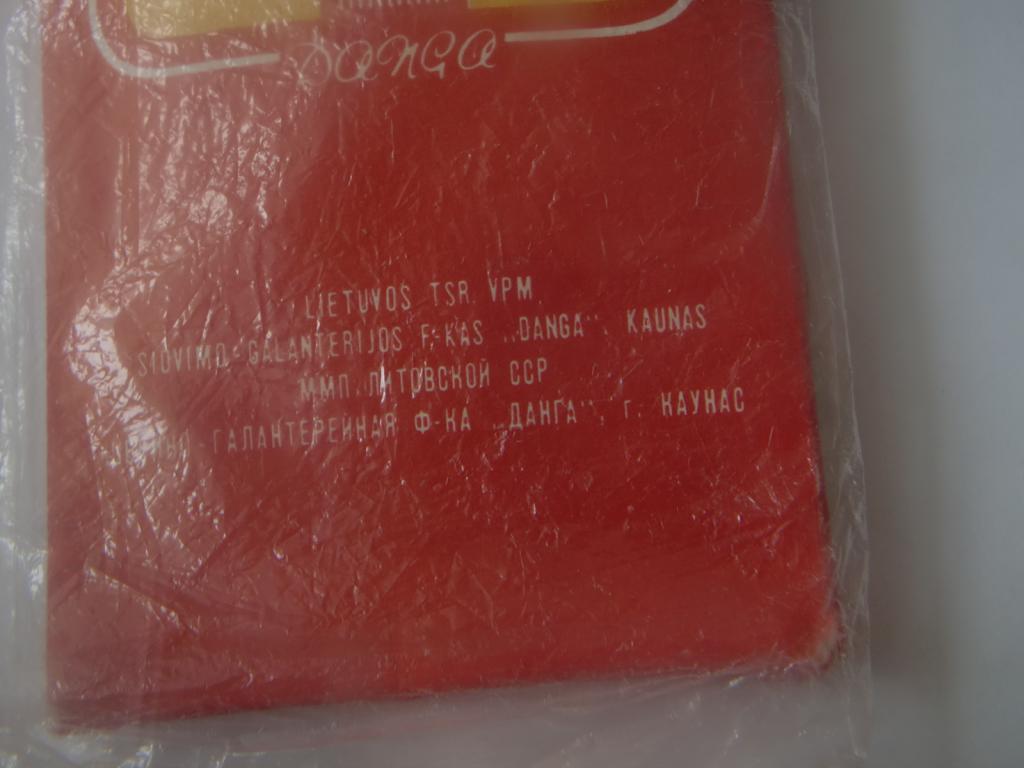 DANGA
LIETUVOS TSR VPM
SIUVIMO-GALANTERIJOS F-KAS „DANGA“, KAUNAS
ММП ЛИТОВСКОЙ ССР
ГАЛАНТЕРЕЙНАЯ Ф-КА „ДАНГА“, Г. КАУНАС